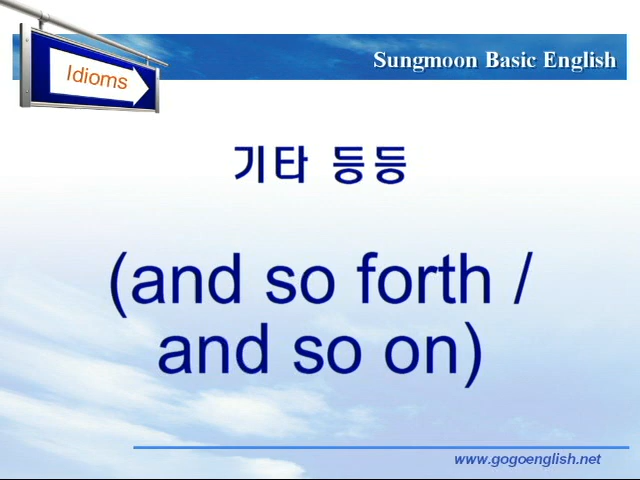 Idioms
Sungmoon Basic English
기타 등등
(and so forth /
and so on)
www.gogoenglish.net